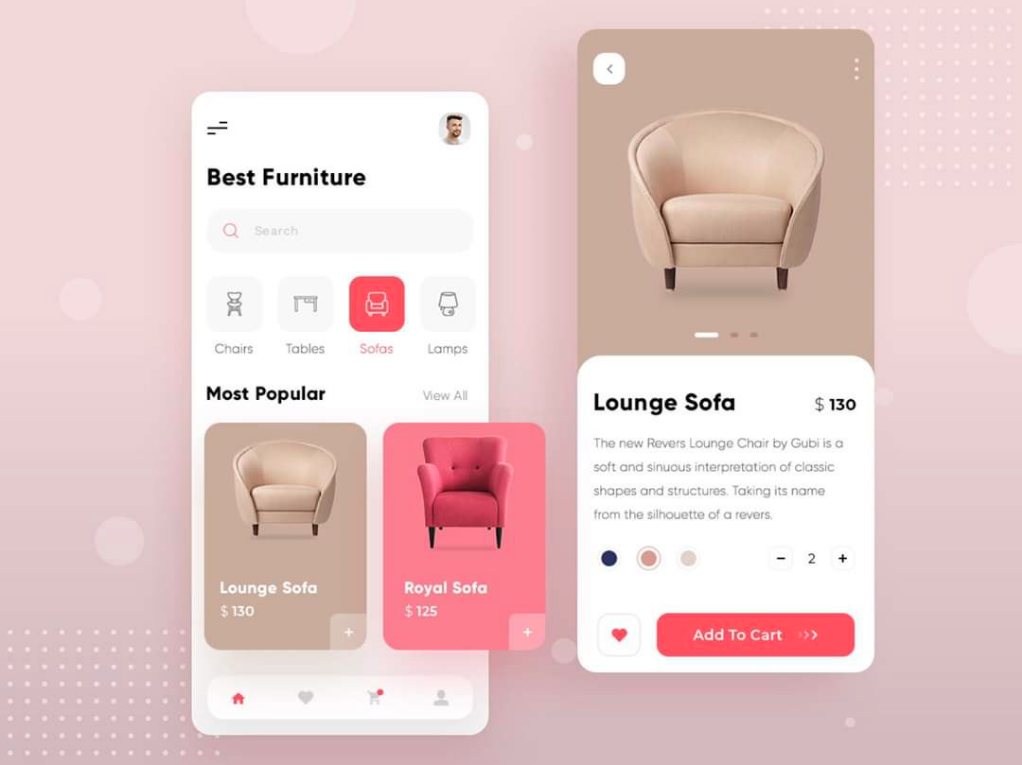 Best Furniture
Search
Chairs
Tables
Sofas
Lamps
Most Popular
View All
Lounge Sofa
$ 130
+
Royal Sofa
$ 125
+
Lounge Sofa
$ 130
The new Revers Lounge Chair by Gubi is a
soft and sinuous interpretation of classic
shapes and structures. Taking its name
from the silhouette of a revers.
− 2 +
Add To Cart